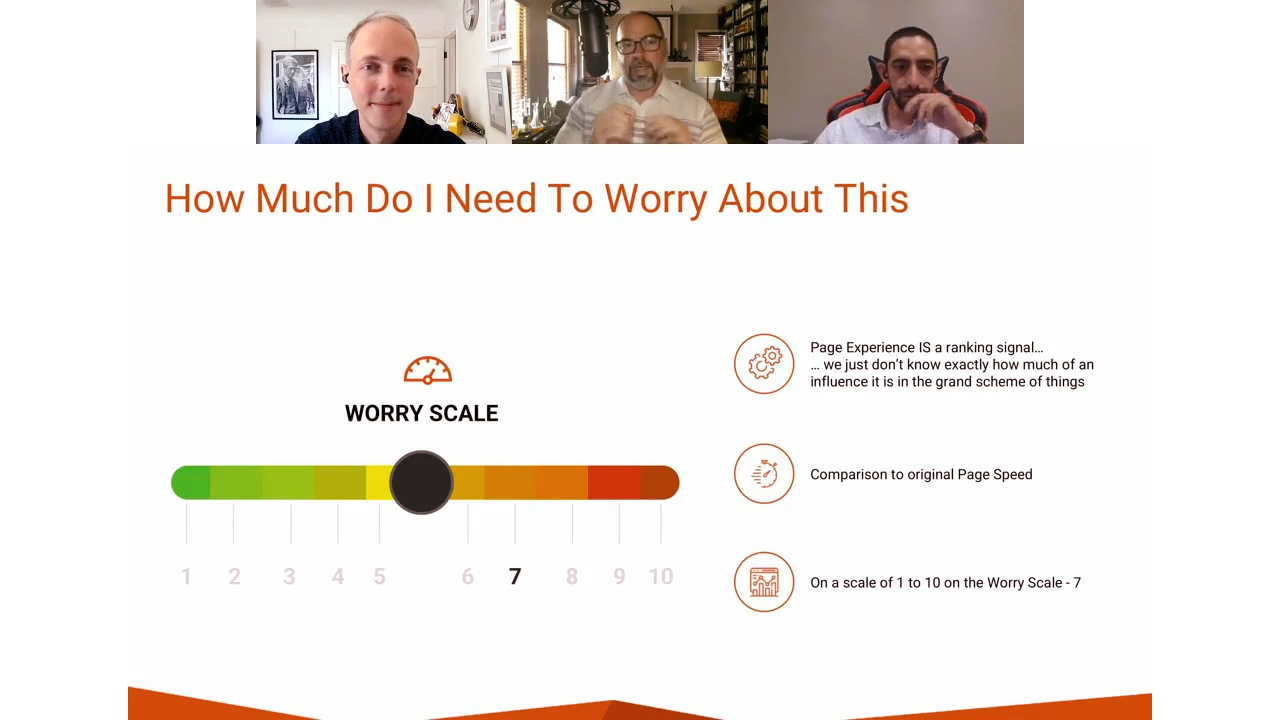 How Much Do I Need To Worry About This
WORRY SCALE
1 2 3 4 5 6 7 8 9 10
Page Experience IS a ranking signal...
... we just don't know exactly how much of an
influence it is in the grand scheme of things
Comparison to original Page Speed
On a scale of 1 to 10 on the Worry Scale - 7